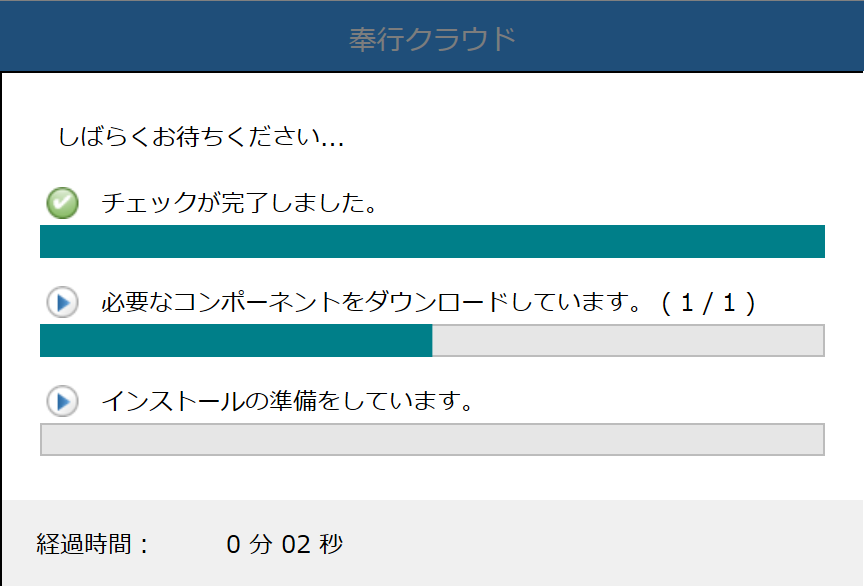 奉行クラウド
しばらくお待ちください...
チェックが完了しました。
必要なコンポーネントをダウンロードしています。 ( 1 / 1 )
インストールの準備をしています。
経過時間： 0 分 02 秒